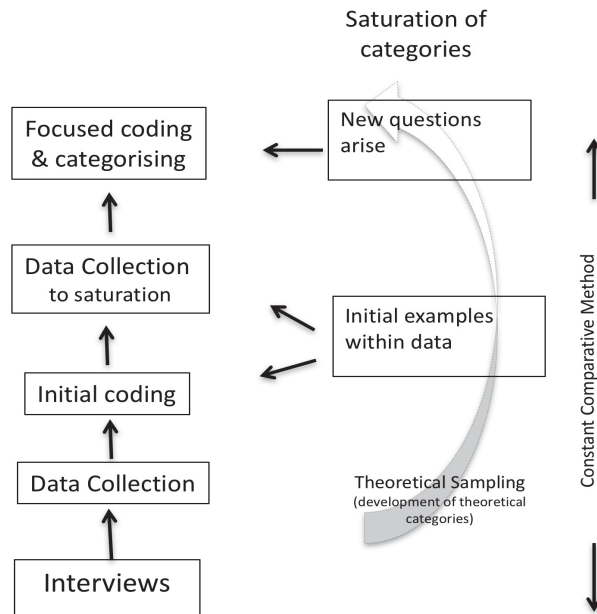 Saturation of
categories
Focused coding
& categorising
New questions
arise
Data Collection
to saturation
Initial examples
within data
Initial coding
Data Collection
Theoretical Sampling
(development of theoretical
categories)
Interviews
Constant Comparative Method